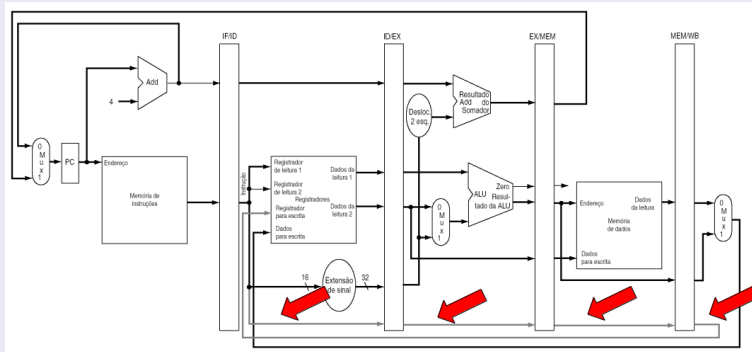 IF/ID
ID/EX
EX/MEM
MEM/WB
Add
4
0
M
u
x
1
PC
Endereço
Memória de
instruções
Instrução
Registrador
de leitura 1
Registrador
de leitura 2
Registradores
Registrador
para escrita
Dados
para escrita
Dados da
leitura 1
Dados da
leitura 2
16
Extensão
de sinal
32
Desloc.
2 esq.
Resultado
Add do
Somador
0
M
u
x
1
ALU
Zero
Resul-
tado da ALU
Endereço
Dados
da leitura
Memória
de dados
Dados
para escrita
0
M
u
x
1